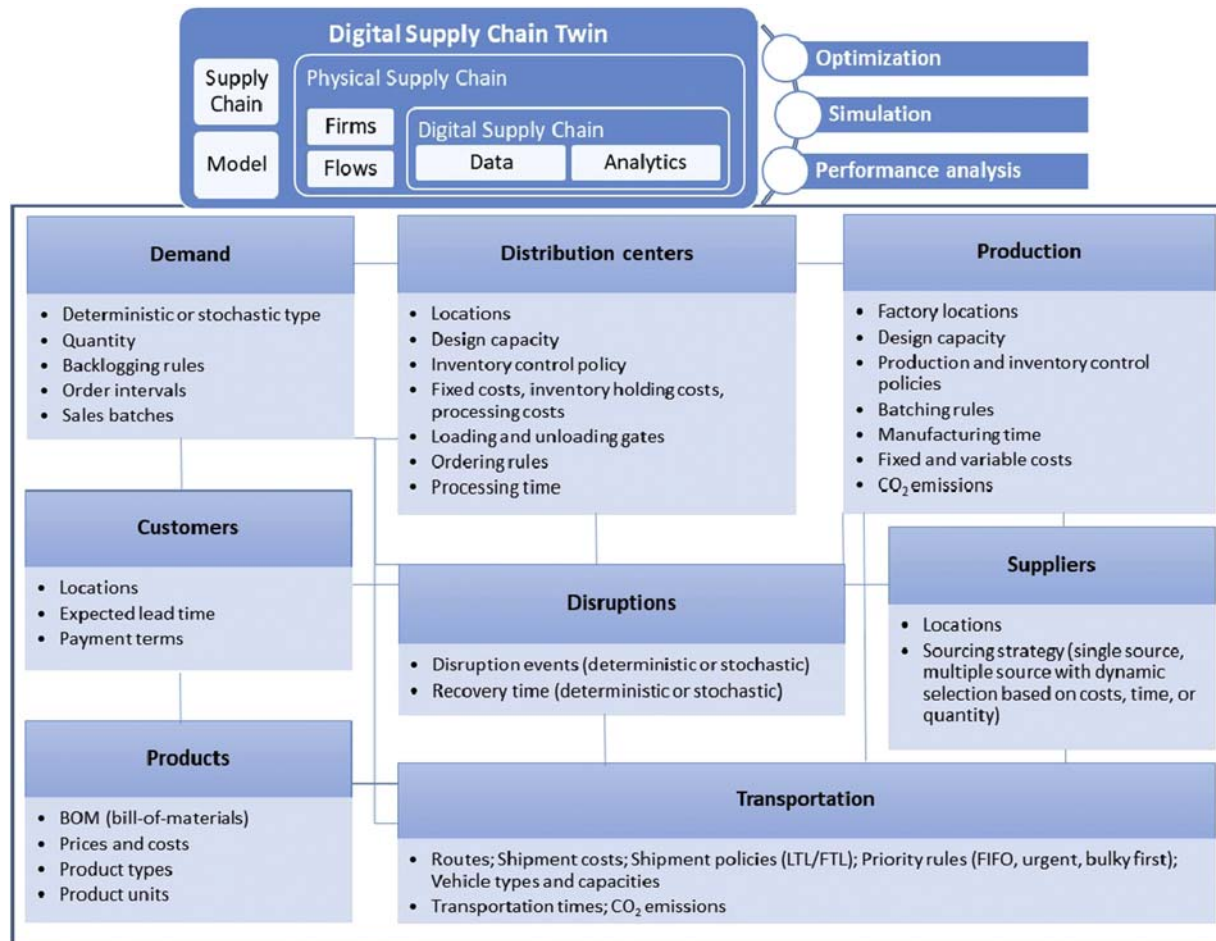 Digital Supply Chain Twin
Supply
Chain
Model
Physical Supply Chain
Firms
Flows
Digital Supply Chain
Data
Analytics
Optimization
Simulation
Performance analysis
Demand
• Deterministic or stochastic type
• Quantity
• Backlogging rules
• Order intervals
• Sales batches
Distribution centers
• Locations
• Design capacity
• Inventory control policy
• Fixed costs, inventory holding costs,
processing costs
• Loading and unloading gates
• Ordering rules
• Processing time
Production
• Factory locations
• Design capacity
• Production and inventory control
policies
• Batching rules
• Manufacturing time
• Fixed and variable costs
• CO₂ emissions
Customers
• Locations
• Expected lead time
• Payment terms
Disruptions
• Disruption events (deterministic or stochastic)
• Recovery time (deterministic or stochastic)
Suppliers
• Locations
• Sourcing strategy (single source,
multiple source with dynamic
selection based on costs, time, or
quantity)
Products
• BOM (bill-of-materials)
• Prices and costs
• Product types
• Product units
Transportation
• Routes; Shipment costs; Shipment policies (LTL/FTL); Priority rules (FIFO, urgent, bulky first);
Vehicle types and capacities
• Transportation times; CO₂ emissions